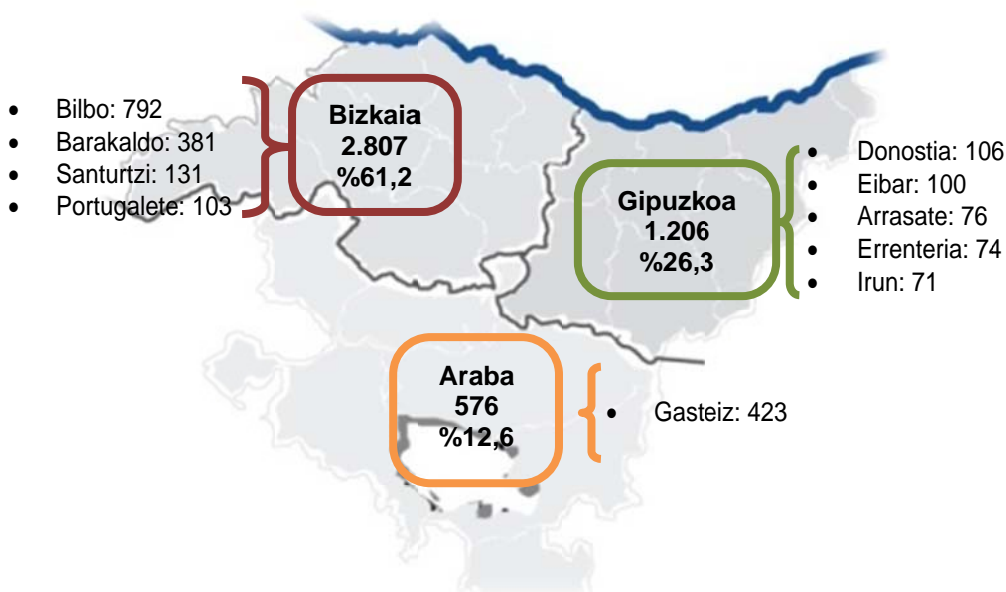 • Bilbo: 792
• Barakaldo: 381
• Santurtzi: 131
• Portugalete: 103
Bizkaia
2.807
%61,2
Gipuzkoa
1.206
%26,3
• Donostia: 106
• Eibar: 100
• Arrasate: 76
• Errenteria: 74
• Irun: 71
Araba
576
%12,6
• Gasteiz: 423